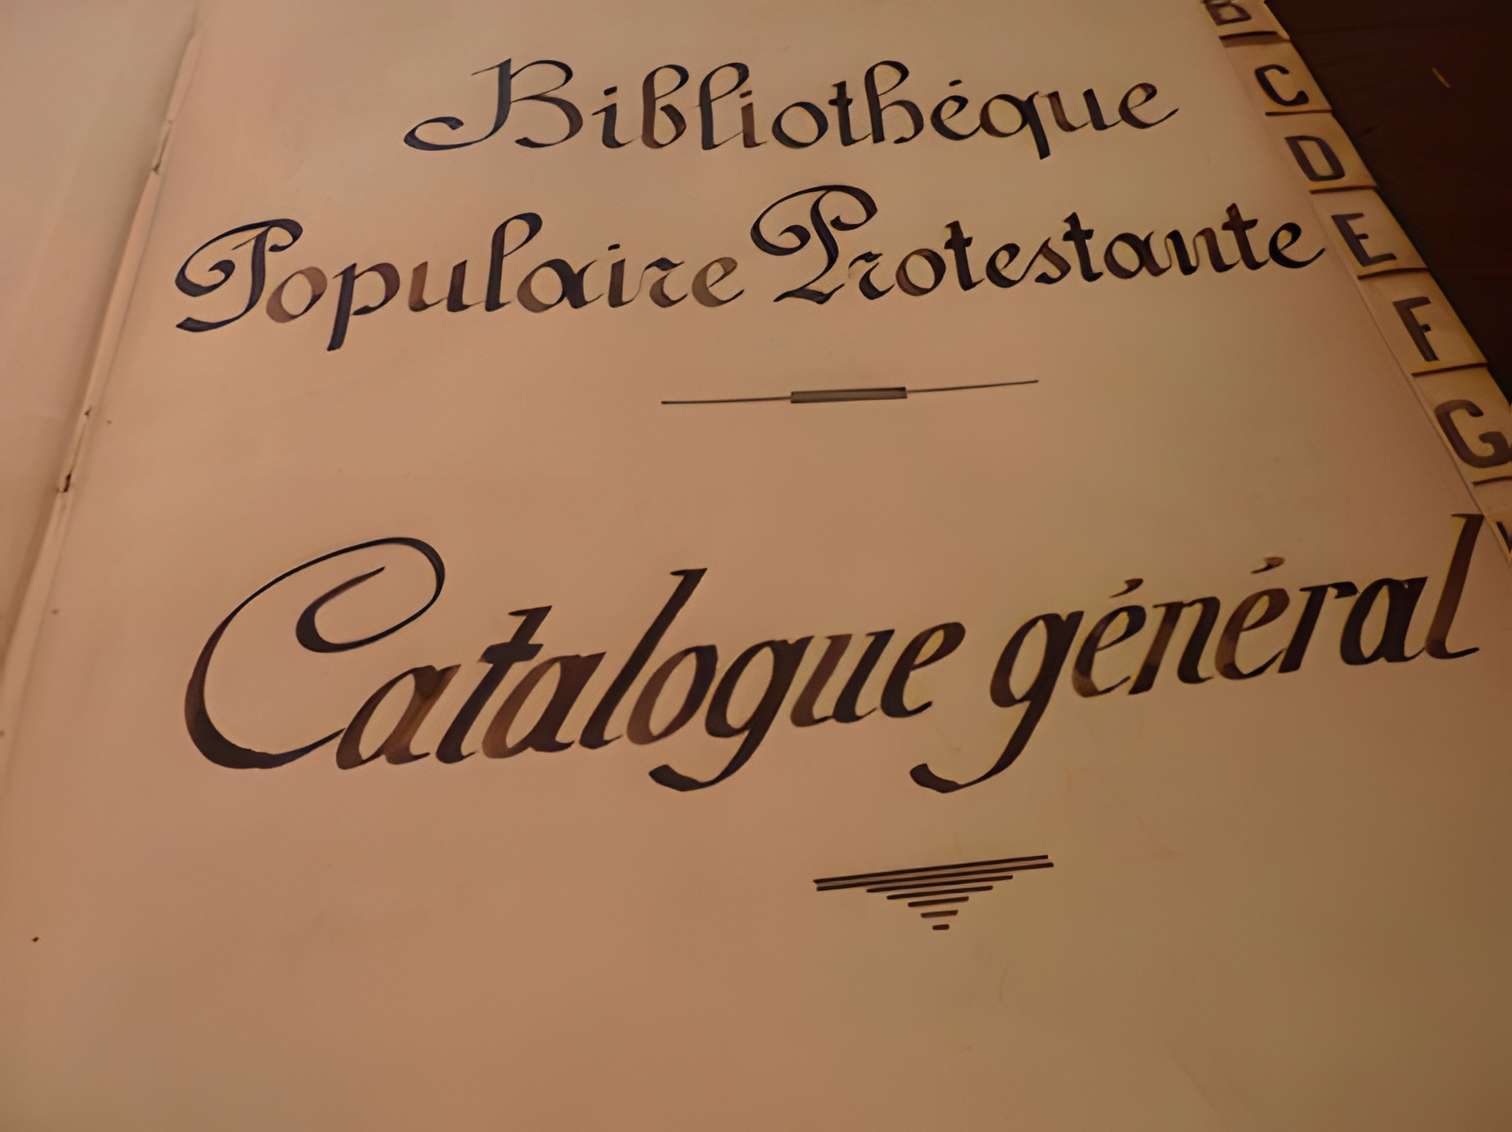 Bibliothéque
Populaire Protestante
Catalogue général
B
C
D
E
F
G